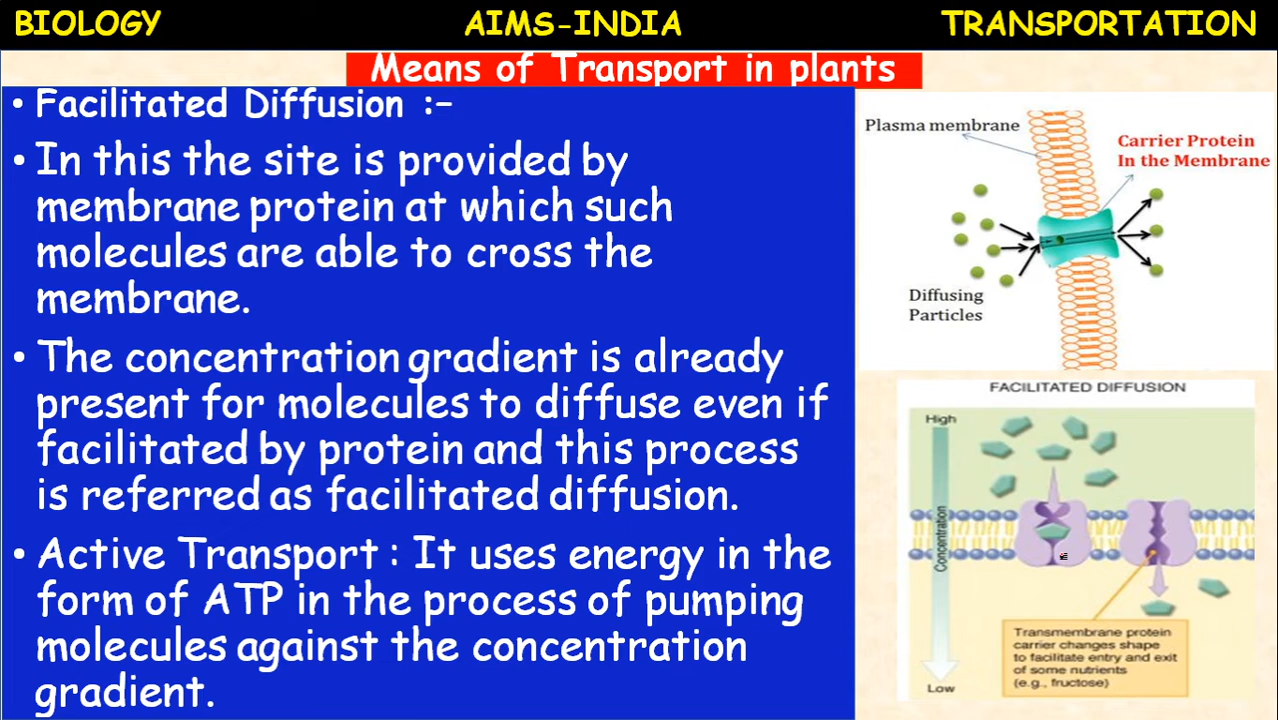 BIOLOGY AIMS-INDIA TRANSPORTATION
Means of Transport in plants
• Facilitated Diffusion :-
• In this the site is provided by
membrane protein at which such
molecules are able to cross the
membrane.
• The concentration gradient is already
present for molecules to diffuse even if
facilitated by protein and this process
is referred as facilitated diffusion.
• Active Transport : It uses energy in the
form of ATP in the process of pumping
molecules against the concentration
gradient.
Plasma membrane
Carrier Protein
In the Membrane
Diffusing
Particles
FACILITATED DIFFUSION
High
Concentration
Low
Transmembrane protein
carrier changes shape
to facilitate entry and exit
of some nutrients
(e.g., fructose)